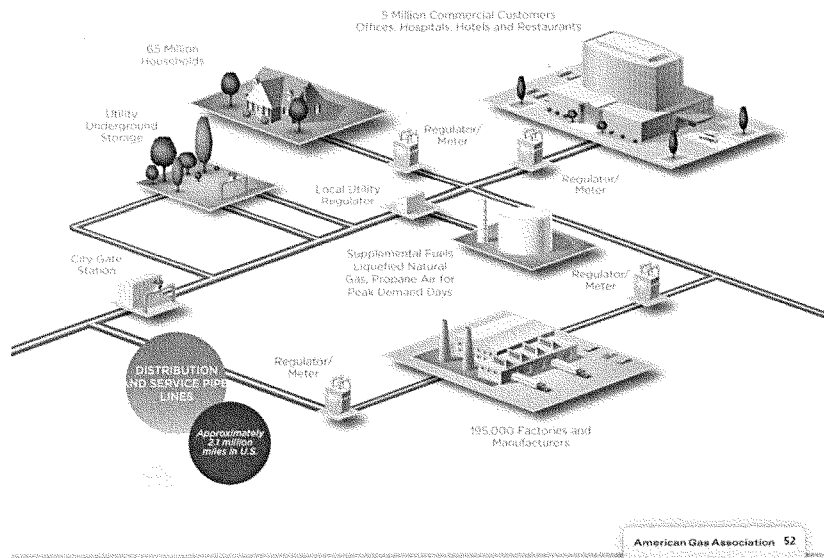 5 Million Commercial Customers
Offices, Hospitals, Hotels and Restaurants
65 Million
Households
Utility
Underground
Storage
Regulator/
Meter
Regulator/
Meter
Local Utility
Regulator
City Gate
Station
Supplemental Fuels
Liquefied Natural
Gas, Propane Air for
Peak Demand Days
Regulator/
Meter
DISTRIBUTION
AND SERVICE PIPE
LINES
Regulator/
Meter
Approximately
2.1 million
miles in U.S.
195,000 Factories and
Manufacturers
American Gas Association 52